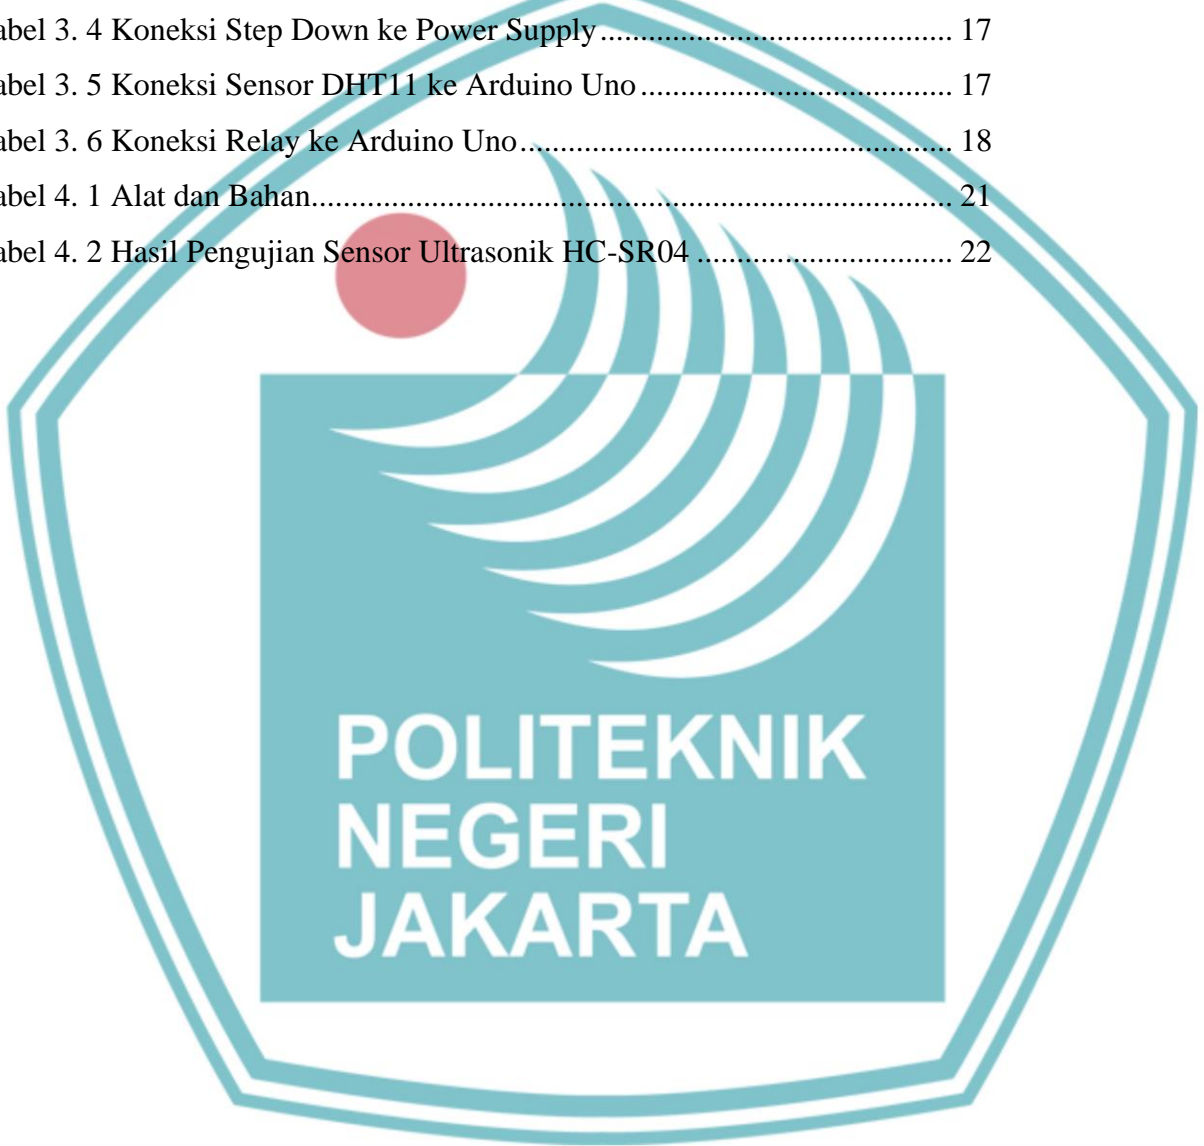 abel 3. 4 Koneksi Step Down ke Power Supply............................................ 17
abel 3. 5 Koneksi Sensor DHT11 ke Arduino Uno....................................... 17
abel 3. 6 Koneksi Relay ke Arduino Uno...................................................... 18
abel 4. 1 Alat dan Bahan................................................................................ 21
abel 4. 2 Hasil Pengujian Sensor Ultrasonik HC-SR04 ................................ 22
POLITEKNIK
NEGERI
JAKARTA